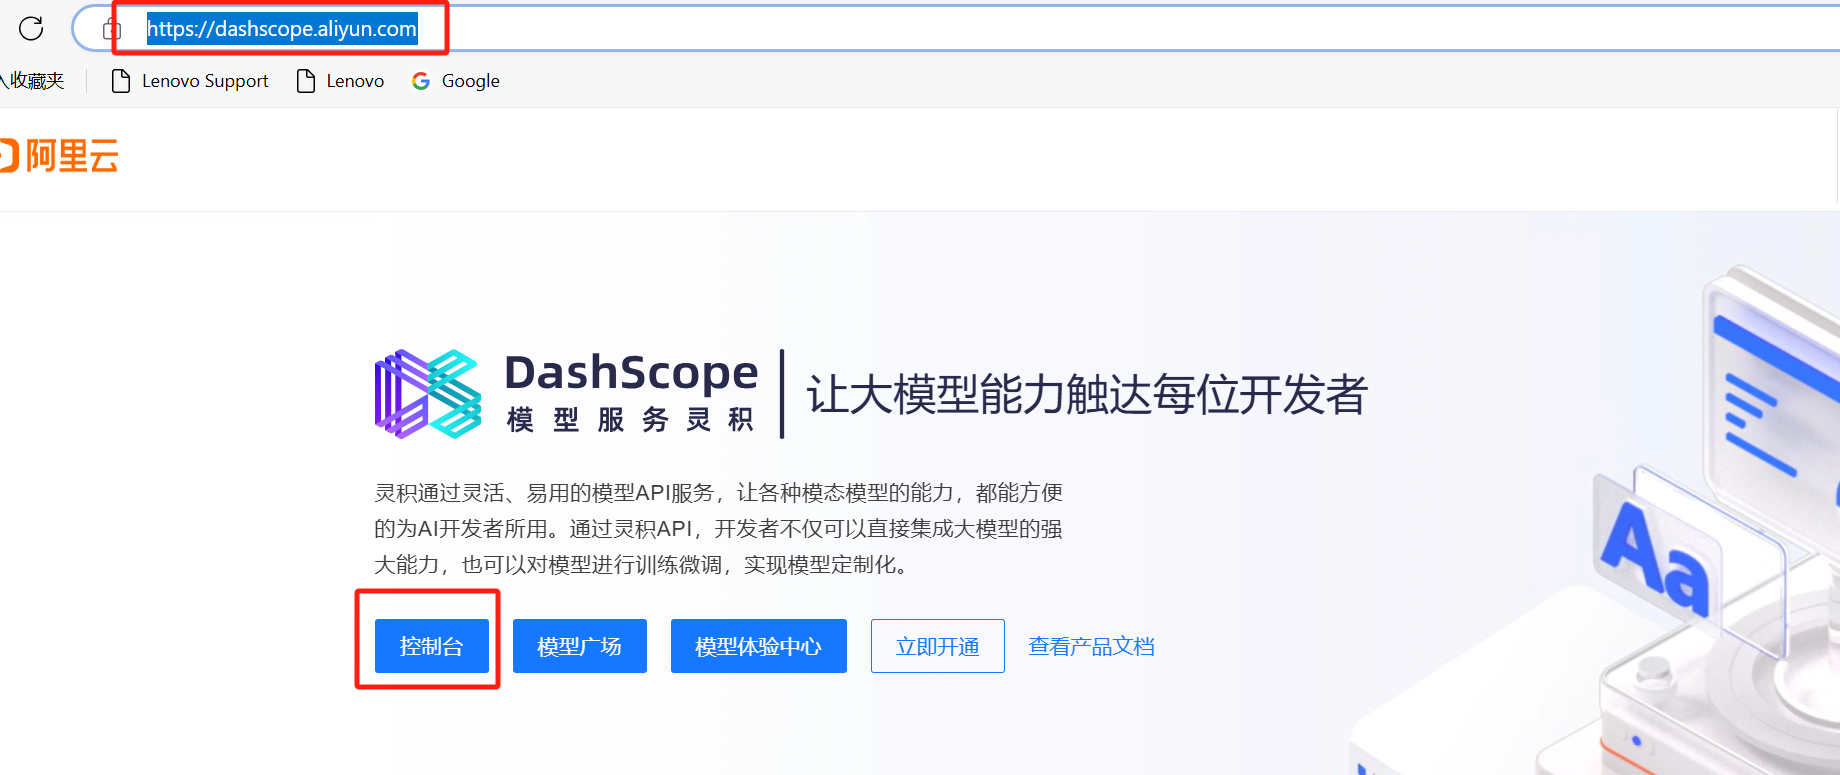 https://dashscope.aliyun.com
入收藏夹
Lenovo Support
Lenovo
Google
阿里云
DashScope
模型服务灵积
让大模型能力触达每位开发者
灵积通过灵活、易用的模型API服务，让各种模态模型的能力，都能方便
的为AI开发者所用。通过灵积API，开发者不仅可以直接集成大模型的强
大能力，也可以对模型进行训练微调，实现模型定制化。
控制台
模型广场
模型体验中心
立即开通
查看产品文档
Aa